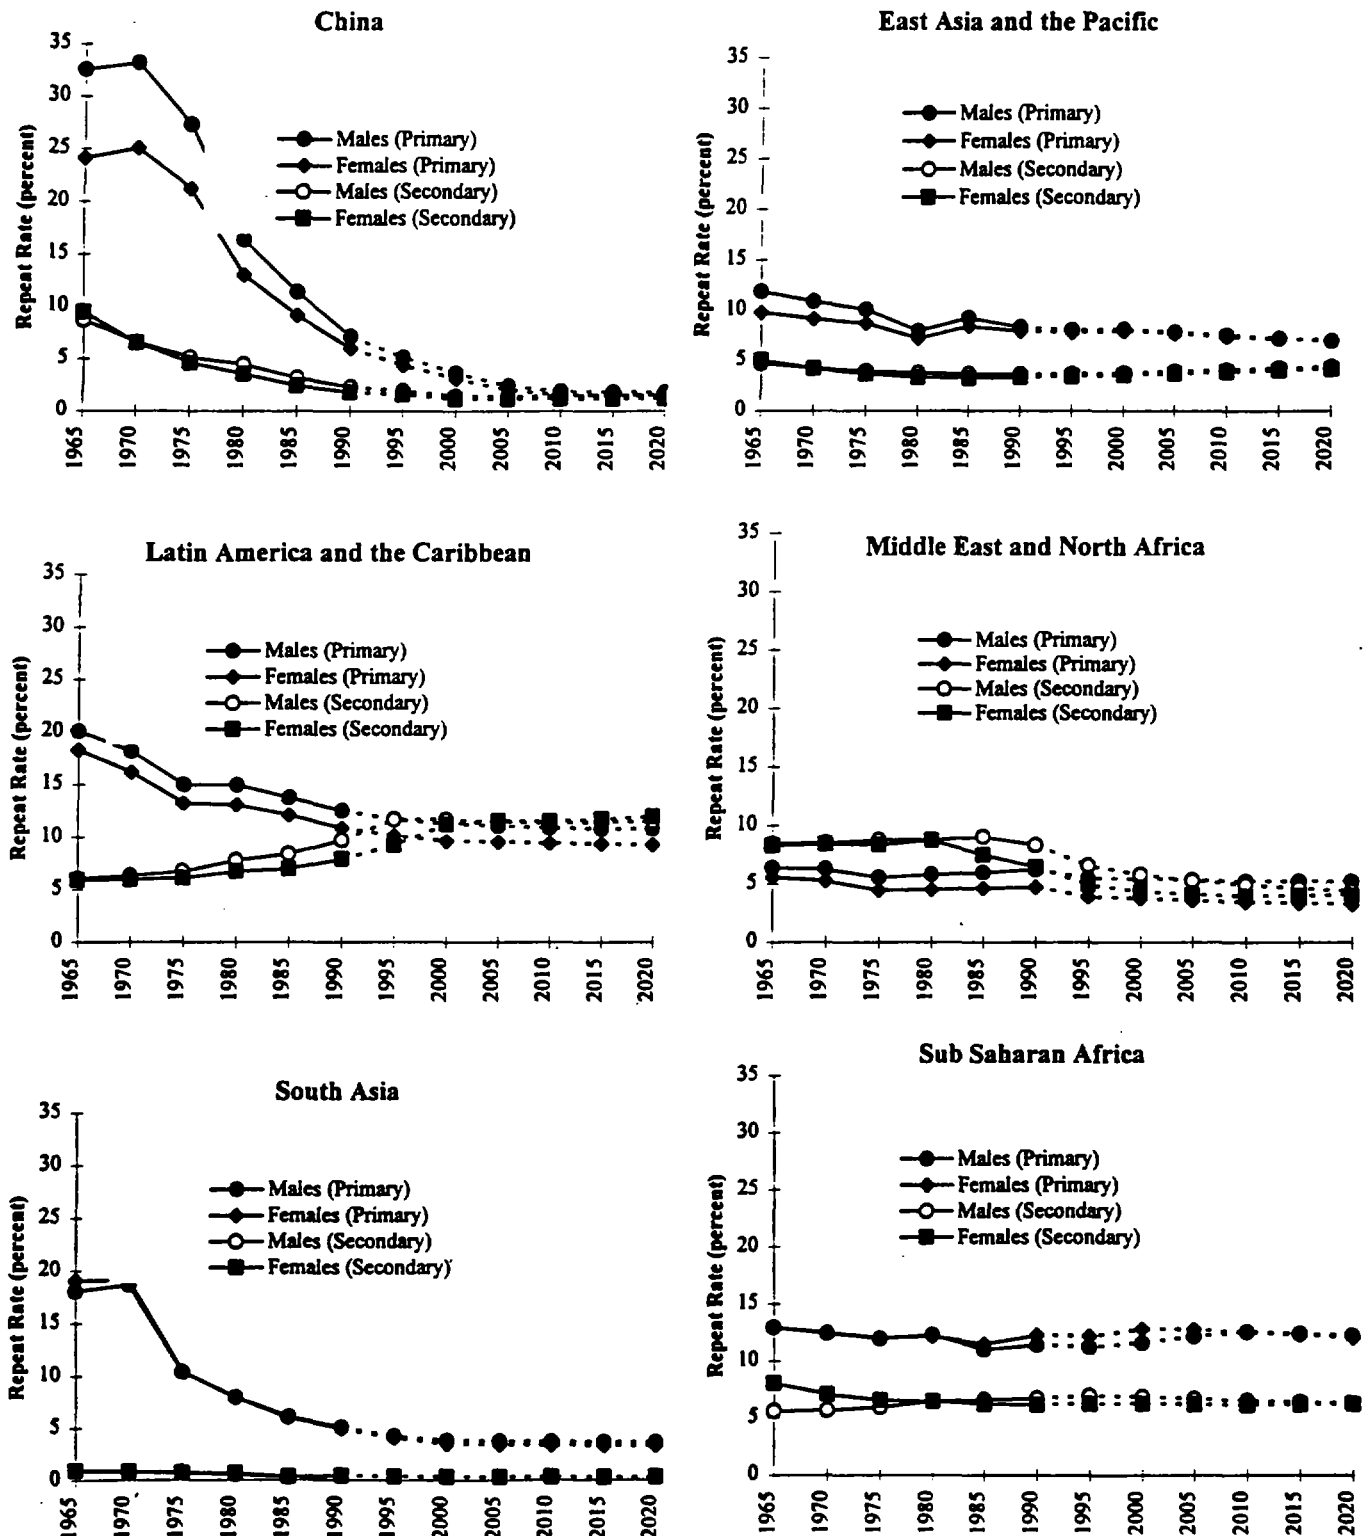 China
35
30
25
20
15
10
5
0
Repeat Rate (percent)
Males (Primary)
Females (Primary)
Males (Secondary)
Females (Secondary)
1965 1970 1975 1980 1985 1990 1995 2000 2005 2010 2015 2020
East Asia and the Pacific
35
30
25
20
15
10
5
0
Repeat Rate (percent)
Males (Primary)
Females (Primary)
Males (Secondary)
Females (Secondary)
1965 1970 1975 1980 1985 1990 1995 2000 2005 2010 2015 2020
Latin America and the Caribbean
35
30
25
20
15
10
5
0
Repeat Rate (percent)
Males (Primary)
Females (Primary)
Males (Secondary)
Females (Secondary)
1965 1970 1975 1980 1985 1990 1995 2000 2005 2010 2015 2020
Middle East and North Africa
35
30
25
20
15
10
5
0
Repeat Rate (percent)
Males (Primary)
Females (Primary)
Males (Secondary)
Females (Secondary)
1965 1970 1975 1980 1985 1990 1995 2000 2005 2010 2015 2020
South Asia
35
30
25
20
15
10
5
0
Repeat Rate (percent)
Males (Primary)
Females (Primary)
Males (Secondary)
Females (Secondary)
1965 1970 1975 1980 1985 1990 1995 2000 2005 2010 2015 2020
Sub Saharan Africa
35
30
25
20
15
10
5
0
Repeat Rate (percent)
Males (Primary)
Females (Primary)
Males (Secondary)
Females (Secondary)
1965 1970 1975 1980 1985 1990 1995 2000 2005 2010 2015 2020